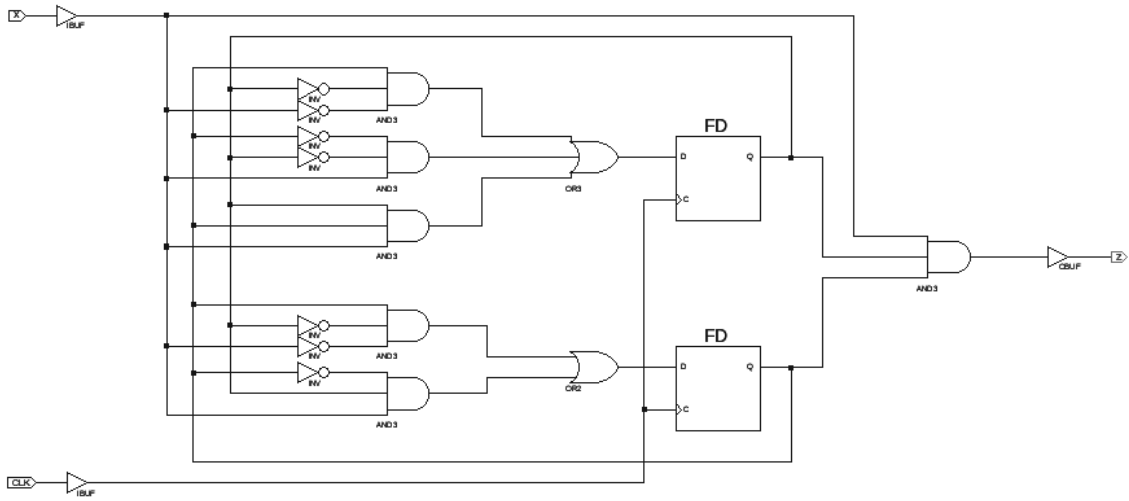 X
IBUF
INV
AND3
INV
INV
INV
AND3
AND3
OR3
FD
D
Q
C
AND3
CBUF
Z
INV
INV
AND3
INV
AND3
OR2
FD
D
Q
C
CLK
IBUF